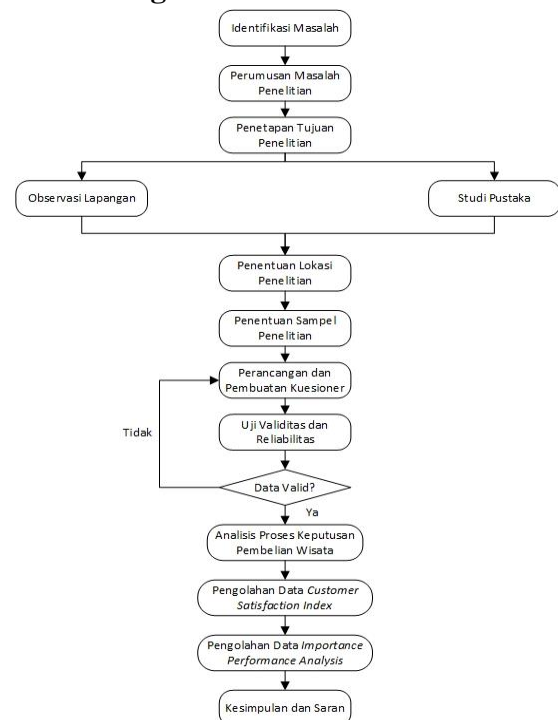 Identifikasi Masalah
Perumusan Masalah
Penelitian
Penetapan Tujuan
Penelitian
Observasi Lapangan
Studi Pustaka
Penentuan Lokasi
Penelitian
Penentuan Sampel
Penelitian
Perancangan dan
Pembuatan Kuesioner
Tidak
Uji Validitas dan
Reliabilitas
Data Valid?
Ya
Analisis Proses Keputusan
Pembelian Wisata
Pengolahan Data Customer
Satisfaction Index
Pengolahan Data Importance
Performance Analysis
Kesimpulan dan Saran